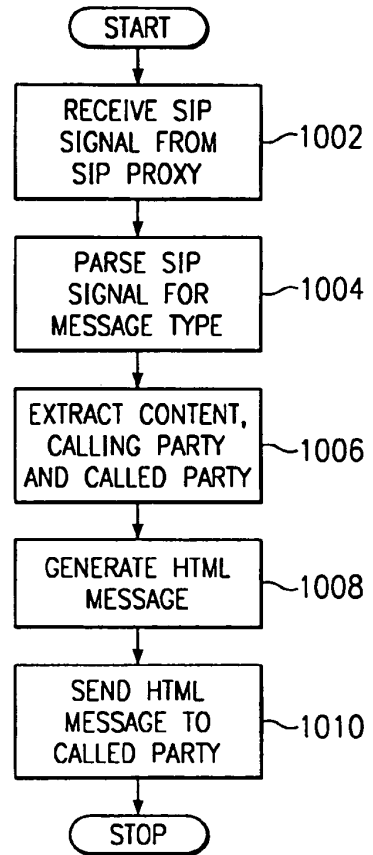 START
RECEIVE SIP
SIGNAL FROM
SIP PROXY
1002
PARSE SIP
SIGNAL FOR
MESSAGE TYPE
1004
EXTRACT CONTENT,
CALLING PARTY
AND CALLED PARTY
1006
GENERATE HTML
MESSAGE
1008
SEND HTML
MESSAGE TO
CALLED PARTY
1010
STOP